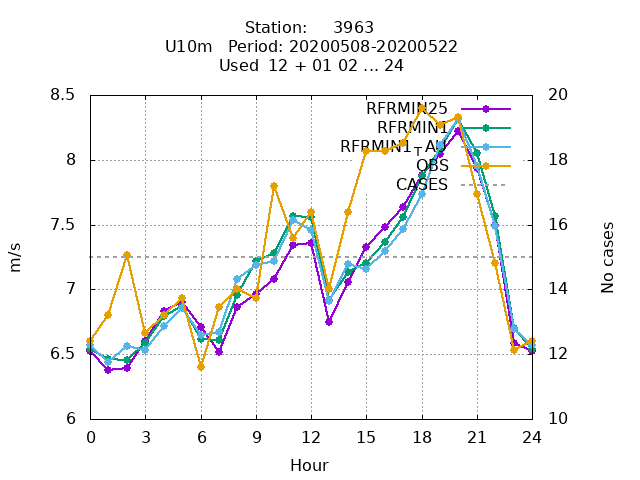 Station: 3963
U10m Period: 20200508-20200522
Used 12 + 01 02 ... 24
RFRMIN25
RFRMIN1
RFRMIN1_A
OBS
CASES
8.5
8
7.5
7
6.5
6
20
18
16
14
12
10
m/s
No cases
0 3 6 9 12 15 18 21 24
Hour